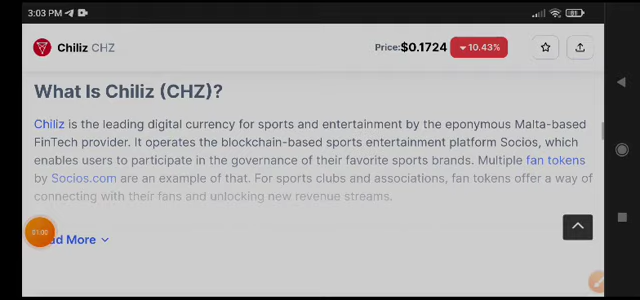 3:03 PM
81
Chiliz CHZ Price:$0.1724 10.43%
What Is Chiliz (CHZ)?
Chiliz is the leading digital currency for sports and entertainment by the eponymous Malta-based
FinTech provider. It operates the blockchain-based sports entertainment platform Socios, which
enables users to participate in the governance of their favorite sports brands. Multiple fan tokens
by Socios.com are an example of that. For sports clubs and associations, fan tokens offer a way of
connecting with their fans and unlocking new revenue streams.
01:00
ad More